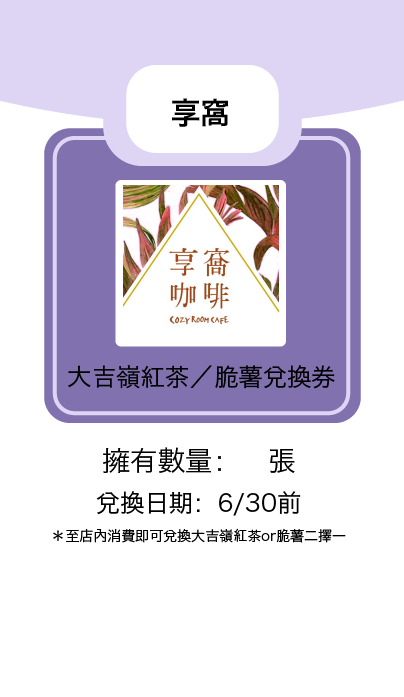 享窩
享窩
咖啡
COZY ROOM CAFE
大吉嶺紅茶／脆薯兌換券
擁有數量：　張
兌換日期：6/30前
＊至店內消費即可兌換大吉嶺紅茶or脆薯二擇一